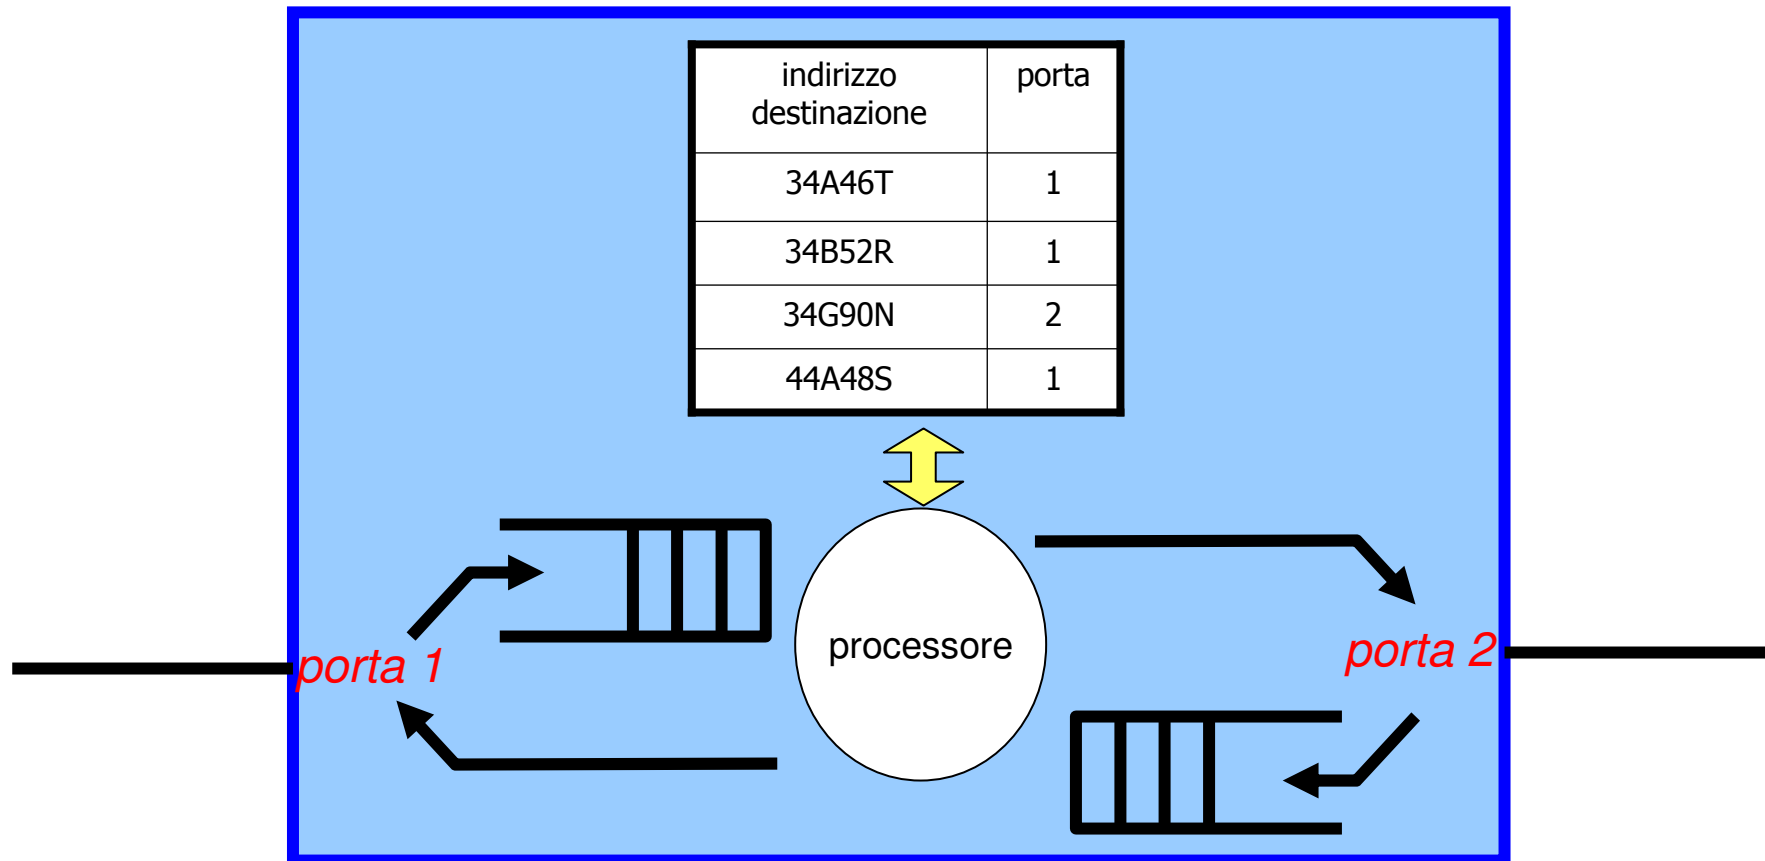 indirizzo porta
destinazione
34A46T 1
34B52R 1
34G90N 2
44A48S 1
processore
porta 1
porta 2